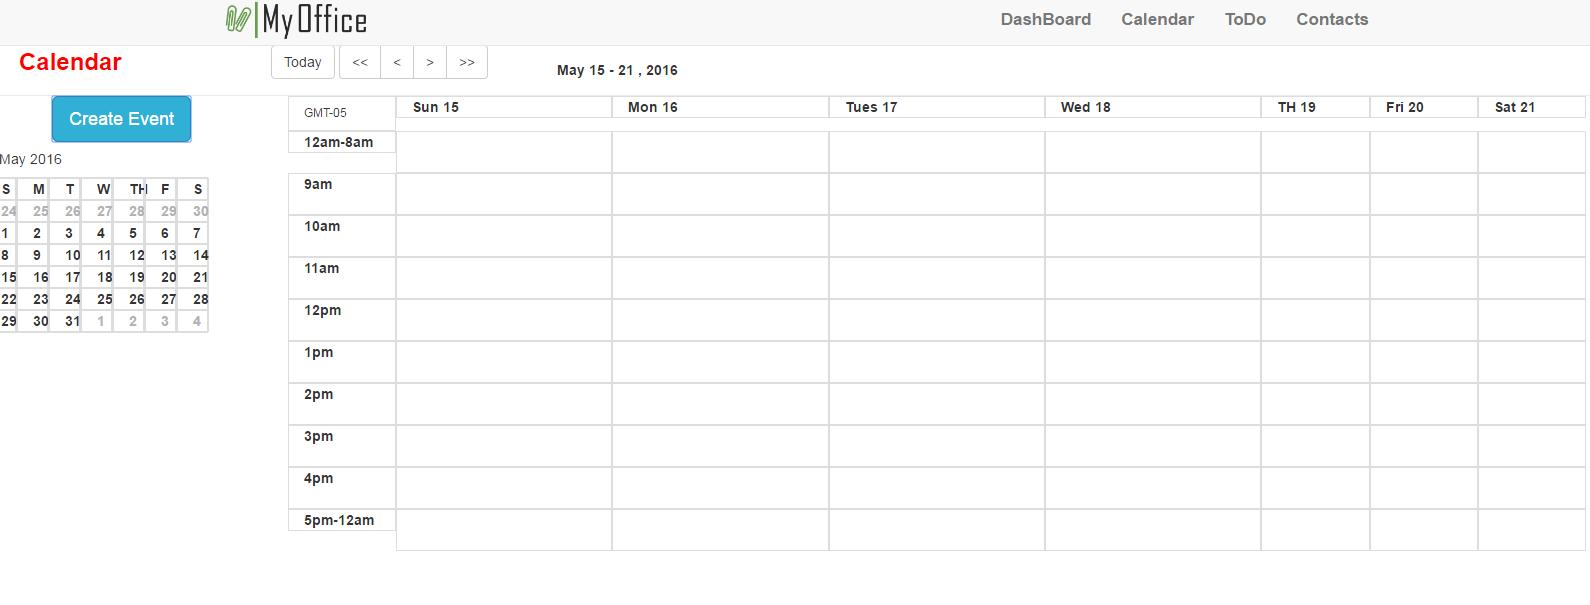 MyOffice DashBoard Calendar ToDo Contacts
Calendar
Today << < > >>
May 15 - 21 , 2016
Create Event
May 2016
S M T W TH F S
24 25 26 27 28 29 30
1 2 3 4 5 6 7
8 9 10 11 12 13 14
15 16 17 18 19 20 21
22 23 24 25 26 27 28
29 30 31 1 2 3 4
GMT-05 Sun 15 Mon 16 Tues 17 Wed 18 TH 19 Fri 20 Sat 21
12am-8am
9am
10am
11am
12pm
1pm
2pm
3pm
4pm
5pm-12am